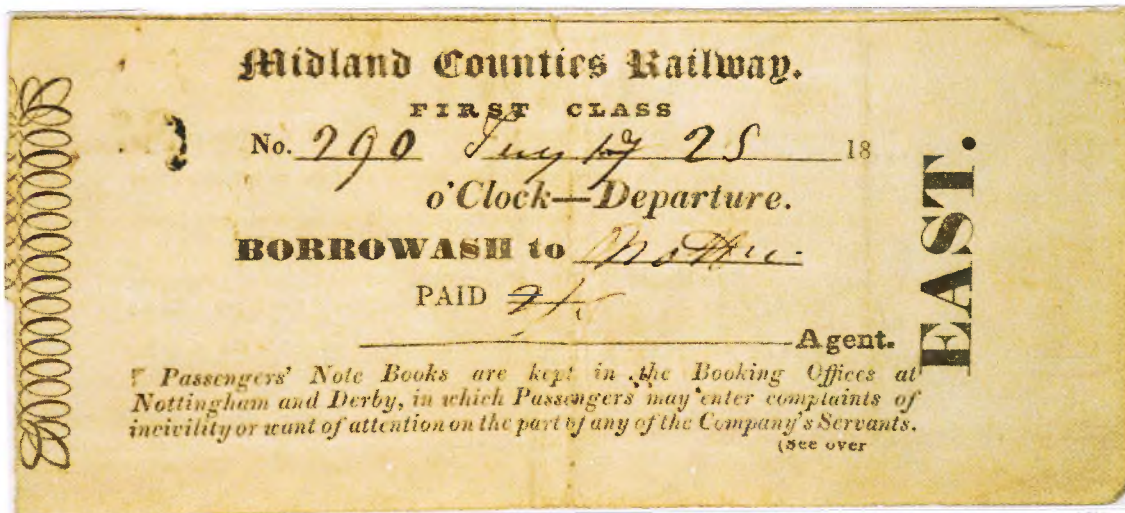 Midland Counties Railway.
FIRST CLASS
No. 290 25 18
o'Clock—Departure.
BORROWASH to
PAID
Agent.
Passengers' Note Books are kept in the Booking Offices at
Nottingham and Derby, in which Passengers may enter complaints of
incivility or want of attention on the part of any of the Company's Servants.
(See over
EAST.